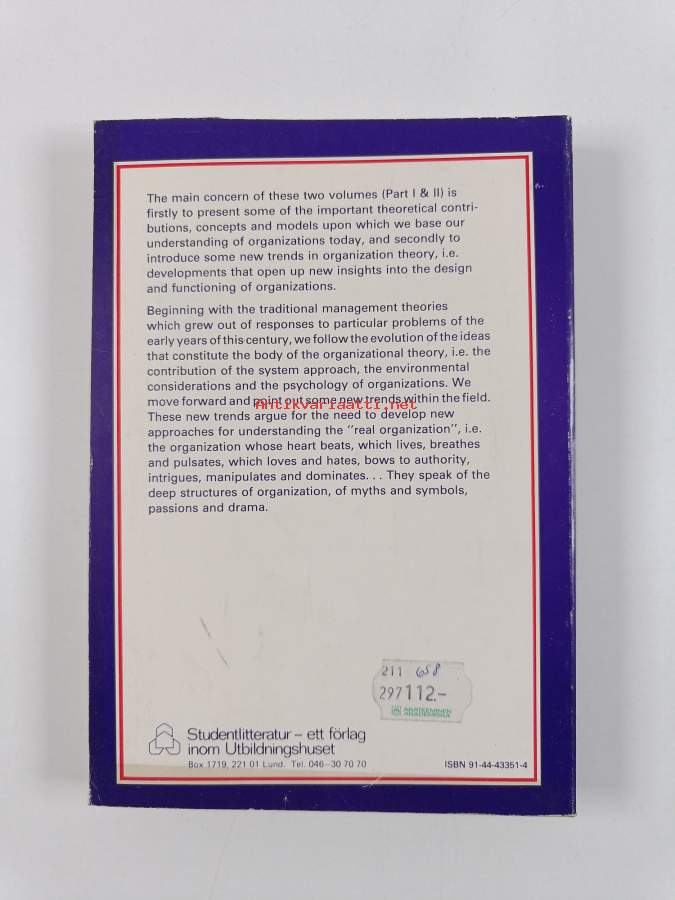 The main concern of these two volumes (Part I & II) is
firstly to present some of the important theoretical contri-
butions, concepts and models upon which we base our
understanding of organizations today, and secondly to
introduce some new trends in organization theory, i.e.
developments that open up new insights into the design
and functioning of organizations.
Beginning with the traditional management theories
which grew out of responses to particular problems of the
early years of this century, we follow the evolution of the ideas
that constitute the body of the organizational theory, i.e. the
contribution of the system approach, the environmental
considerations and the psychology of organizations. We
move forward and point out some new trends within the field.
Antikvariaatti.net
These new trends argue for the need to develop new
approaches for understanding the "real organization", i.e.
the organization whose heart beats, which lives, breathes
and pulsates, which loves and hates, bows to authority,
intrigues, manipulates and dominates. . . They speak of the
deep structures of organization, of myths and symbols,
passions and drama.
211 658
297 112.-
AKATEEMINEN
AKADEMISKA
Studentlitteratur – ett förlag
inom Utbildningshuset
Box 1719, 221 01 Lund. Tel. 046–30 70 70
ISBN 91-44-43351-4